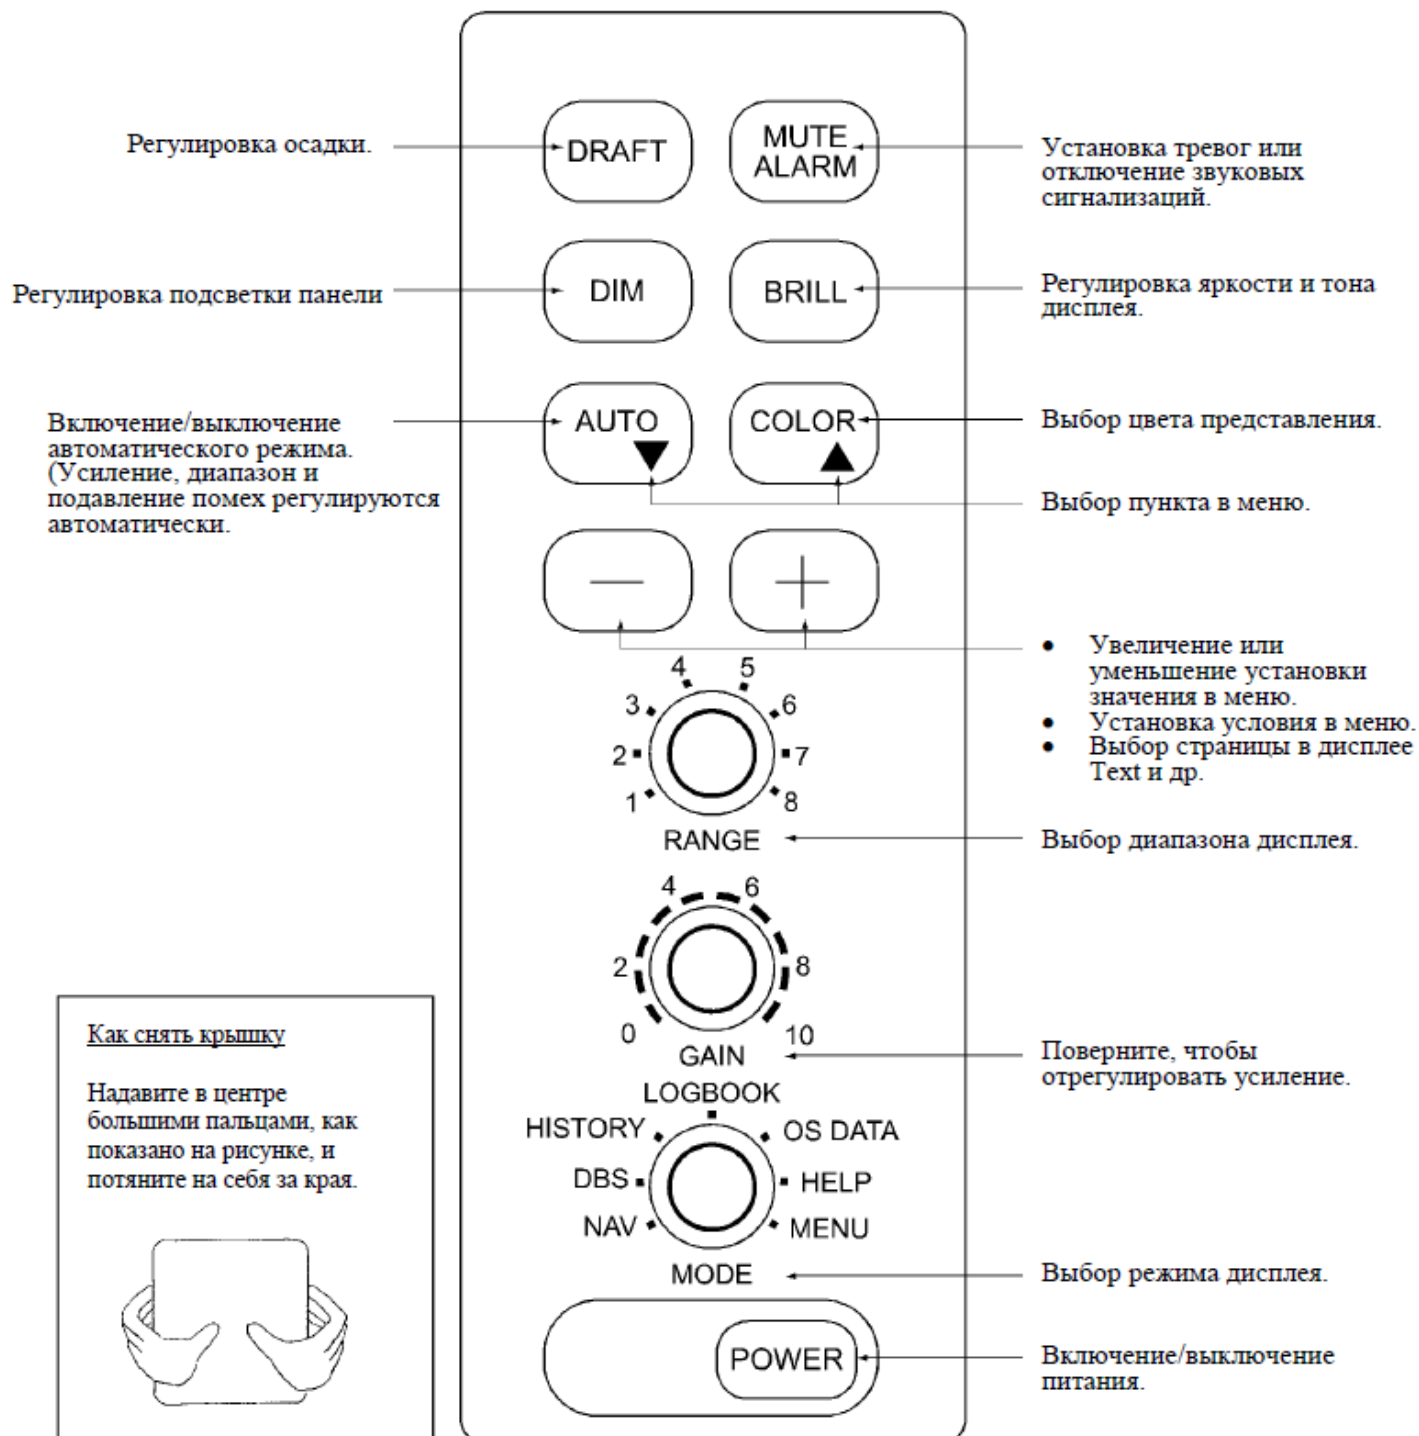 Регулировка осадки.
DRAFT
MUTE
ALARM
Установка тревог или
отключение звуковых
сигнализаций.
Регулировка подсветки панели
DIM
BRILL
Регулировка яркости и тона
дисплея.
Включение/выключение
автоматического режима.
(Усиление, диапазон и
подавление помех регулируются
автоматически.
AUTO
COLOR
Выбор цвета представления.
Выбор пункта в меню.
• Увеличение или
уменьшение установки
значения в меню.
• Установка условия в меню.
• Выбор страницы в дисплее
Text и др.
4 5
3 6
2 7
1 8
RANGE
Выбор диапазона дисплея.
4 6
2 8
0 10
GAIN
Поверните, чтобы
отрегулировать усиление.
LOGBOOK
HISTORY OS DATA
DBS HELP
NAV MENU
MODE
Выбор режима дисплея.
POWER
Включение/выключение
питания.
Как снять крышку
Надавите в центре
большими пальцами, как
показано на рисунке, и
потяните на себя за края.